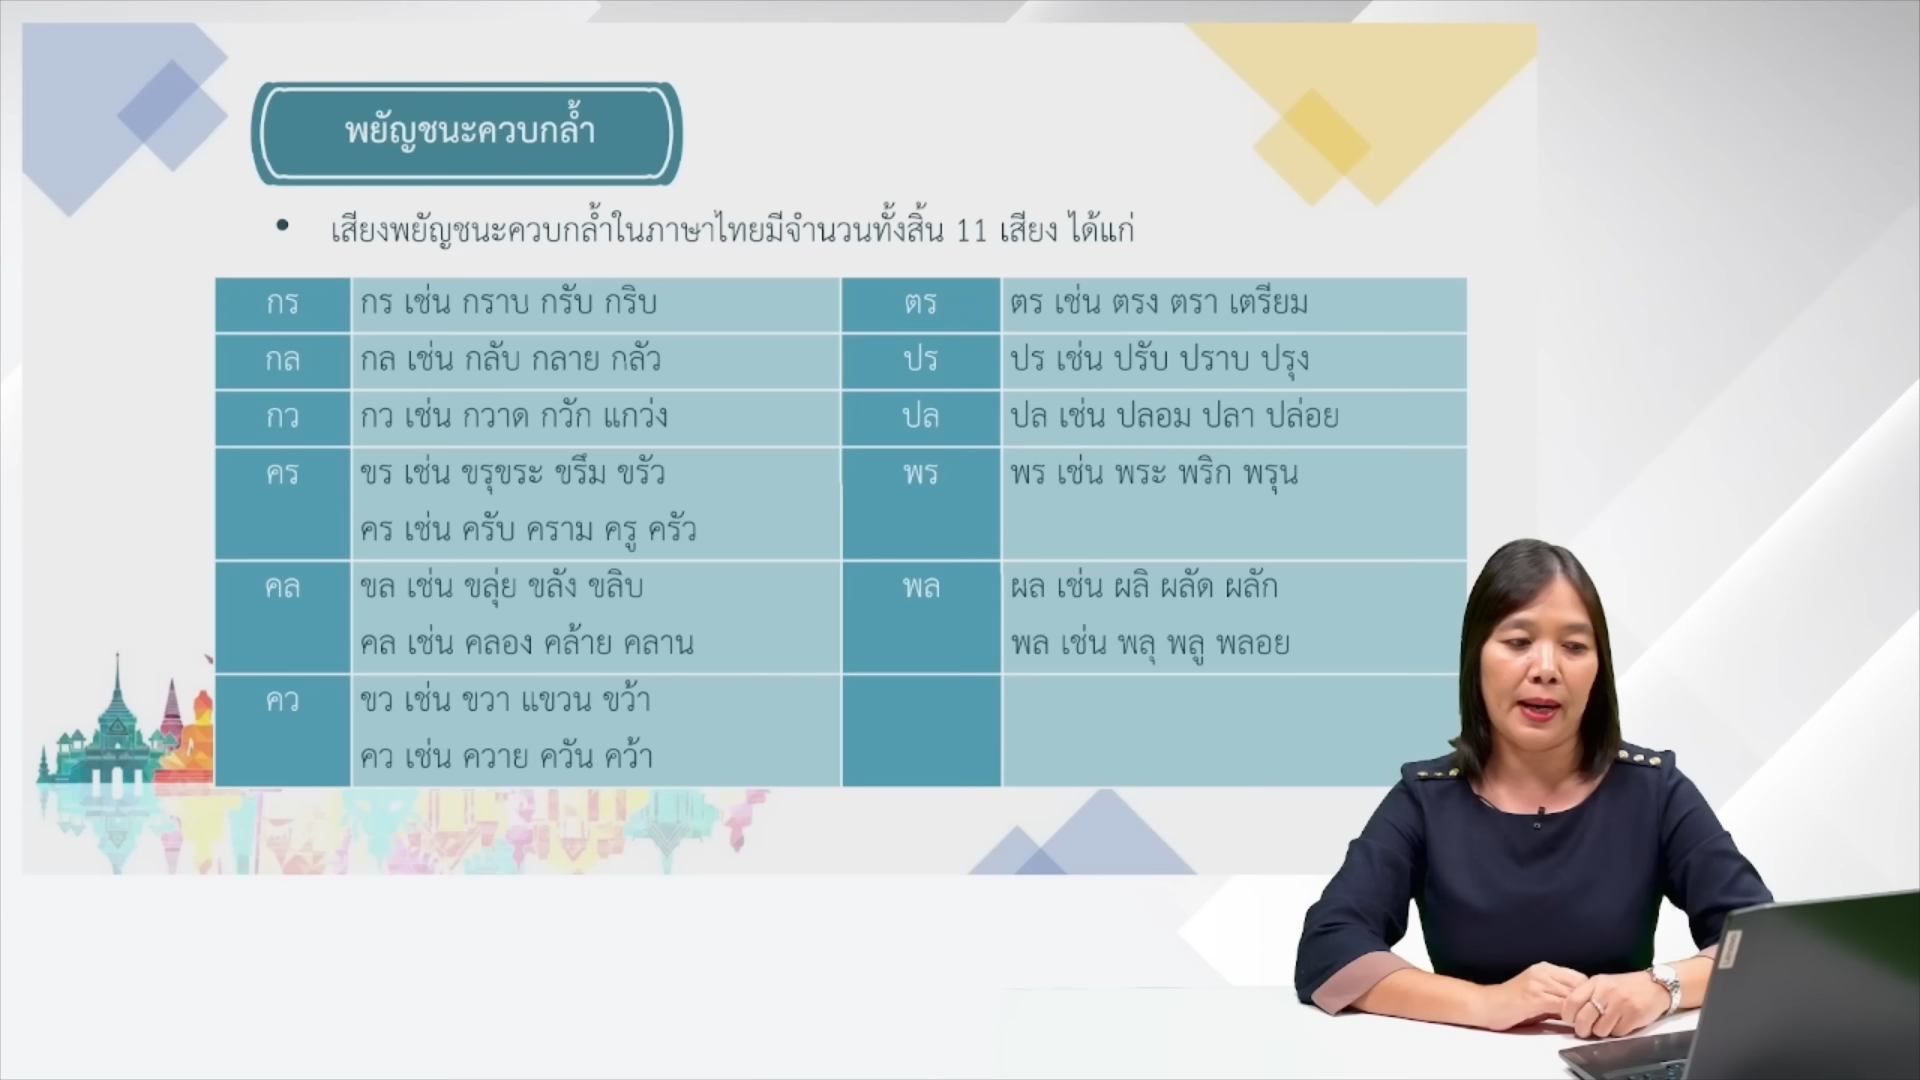 พยัญชนะควบกล้ำ
• เสียงพยัญชนะควบกล้ำในภาษาไทยมีจำนวนทั้งสิ้น 11 เสียง ได้แก่
กร กร เช่น กราบ กรับ กริบ ตร ตร เช่น ตรง ตรา เตรียม
กล กล เช่น กลับ กลาย กลัว ปร ปร เช่น ปรับ ปราบ ปรุง
กว กว เช่น กวาด กวัก แกว่ง ปล ปล เช่น ปลอม ปลา ปล่อย
คร ขร เช่น ขรุขระ ขรึม ขรัว พร พร เช่น พระ พริก พรุน
คร เช่น ครับ คราม ครู ครัว
คล ขล เช่น ขลุ่ย ขลัง ขลิบ พล ผล เช่น ผลิ ผลัด ผลัก
คล เช่น คลอง คล้าย คลาน พล เช่น พลุ พลู พลอย
คว ขว เช่น ขวา แขวน ขว้า
คว เช่น ควาย ควัน คว้า